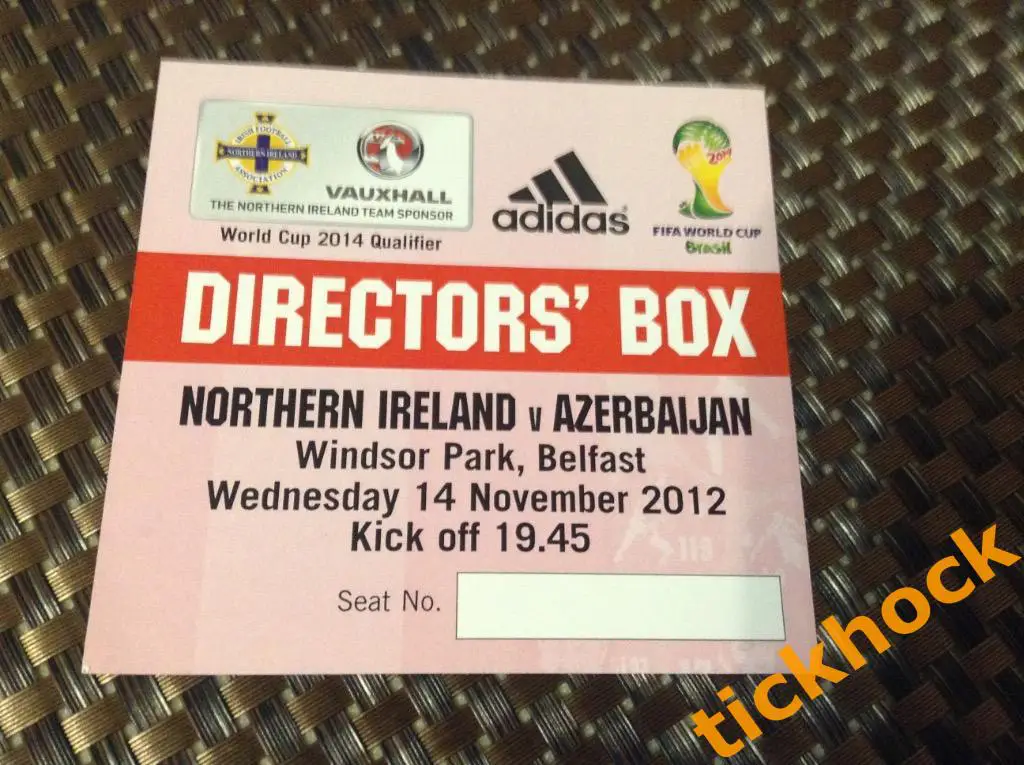 IRISH FOOTBALL
NORTHERN IRELAND
ASSOCIATION
VAUXHALL
THE NORTHERN IRELAND TEAM SPONSOR
World Cup 2014 Qualifier
adidas®
2014
FIFA WORLD CUP
Brasil
DIRECTORS' BOX
NORTHERN IRELAND v AZERBAIJAN
Windsor Park, Belfast
Wednesday 14 November 2012
Kick off 19.45
Seat No.
tickhock